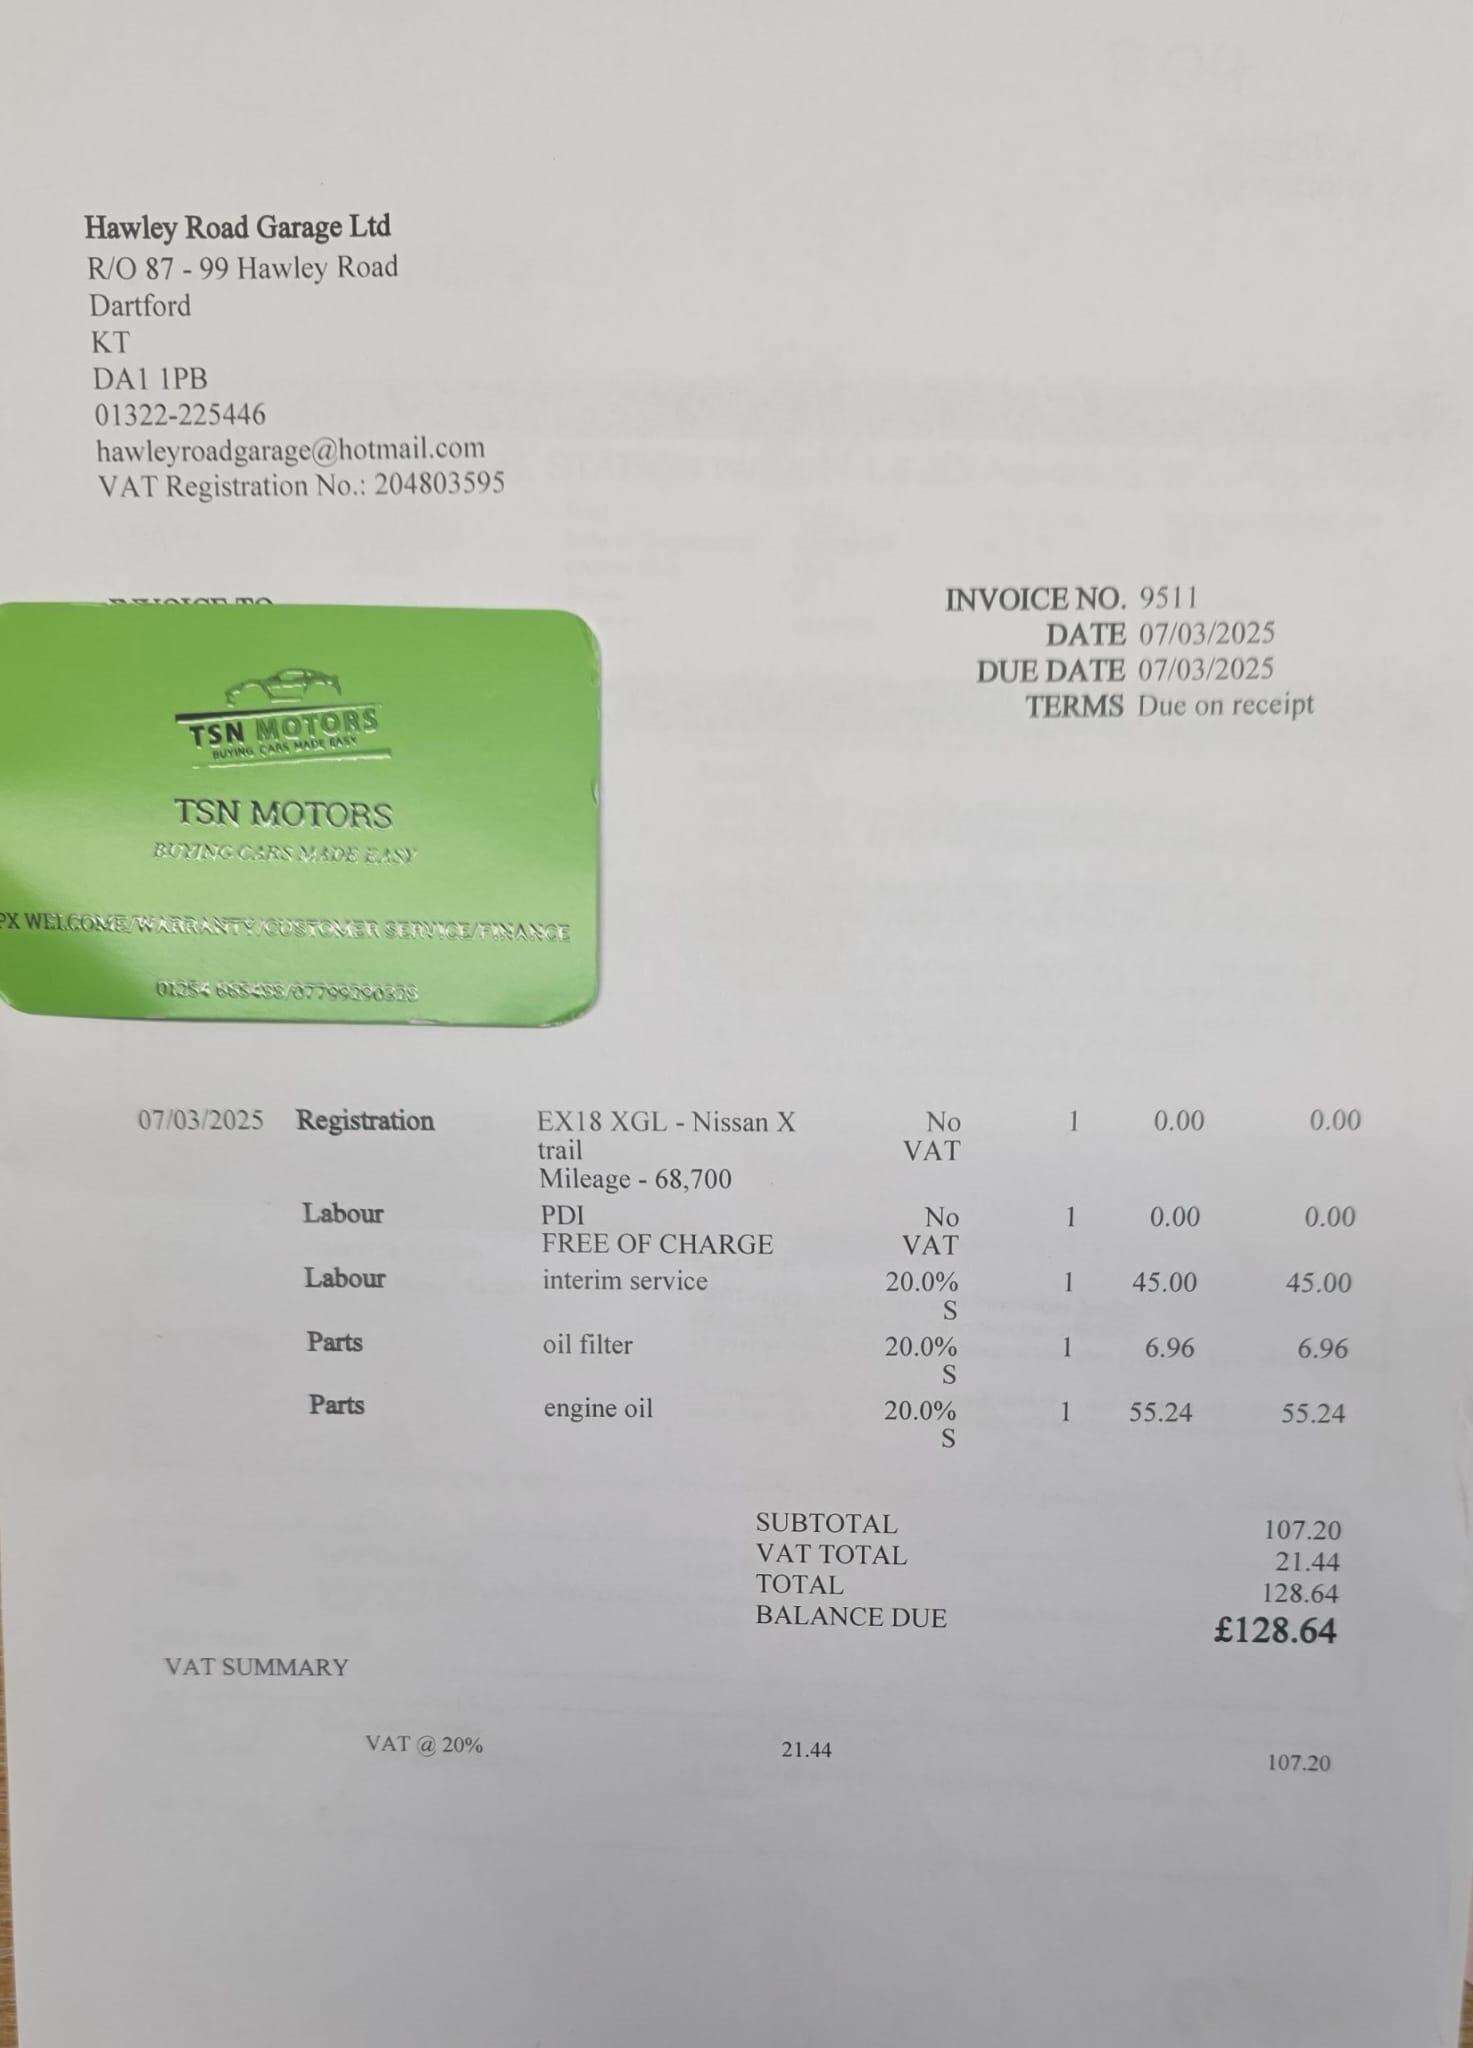 Hawley Road Garage Ltd
R/O 87 - 99 Hawley Road
Dartford
KT
DA1 1PB
01322-225446
hawleyroadgarage@hotmail.com
VAT Registration No.: 204803595
INVOICE TO
INVOICE NO. 9511
DATE 07/03/2025
DUE DATE 07/03/2025
TERMS Due on receipt
TSN MOTORS
BUYING CARS MADE EASY
TSN MOTORS
BUYING CARS MADE EASY
PX WELCOME/WARRANTY/CUSTOMER SERVICE/FINANCE
01254
07/03/2025 Registration EX18 XGL - Nissan X No 1 0.00 0.00
trail VAT
Mileage - 68,700
Labour PDI No 1 0.00 0.00
FREE OF CHARGE VAT
Labour interim service 20.0% 1 45.00 45.00
S
Parts oil filter 20.0% 1 6.96 6.96
S
Parts engine oil 20.0% 1 55.24 55.24
S
SUBTOTAL 107.20
VAT TOTAL 21.44
TOTAL 128.64
BALANCE DUE £128.64
VAT SUMMARY
VAT @ 20% 21.44 107.20